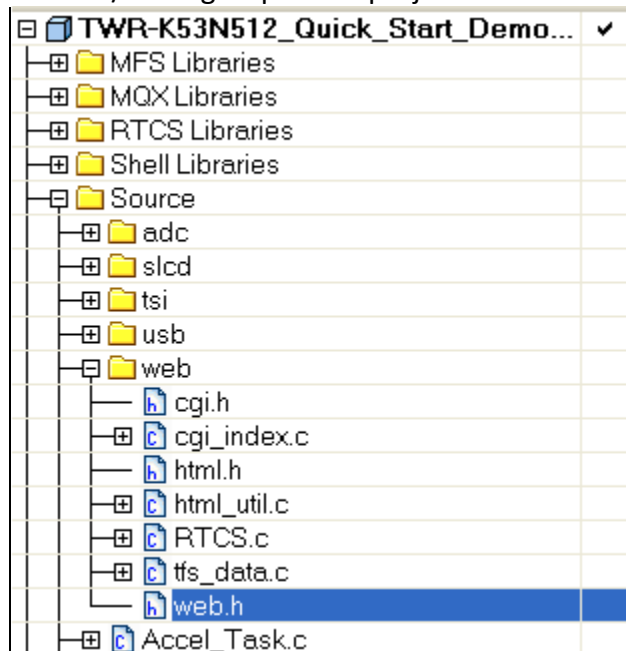 TWR-K53N512_Quick_Start_Demo...
MFS Libraries
MQX Libraries
RTCS Libraries
Shell Libraries
Source
adc
slcd
tsi
usb
web
cgi.h
cgi_index.c
html.h
html_util.c
RTCS.c
tfs_data.c
web.h
Accel_Task.c